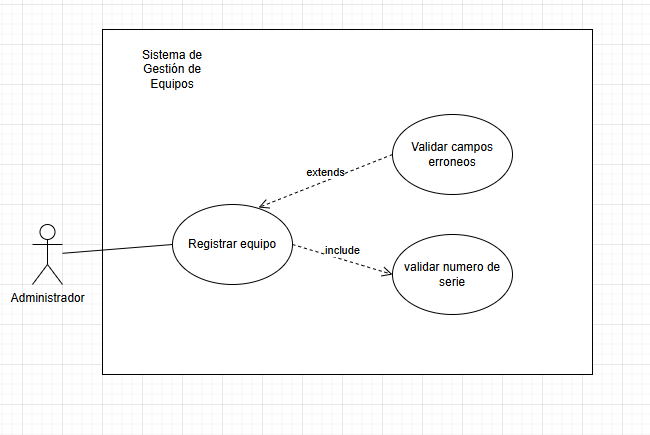 Sistema de
Gestión de
Equipos
Validar campos
erroneos
extends
Registrar equipo
include
validar numero de
serie
Administrador